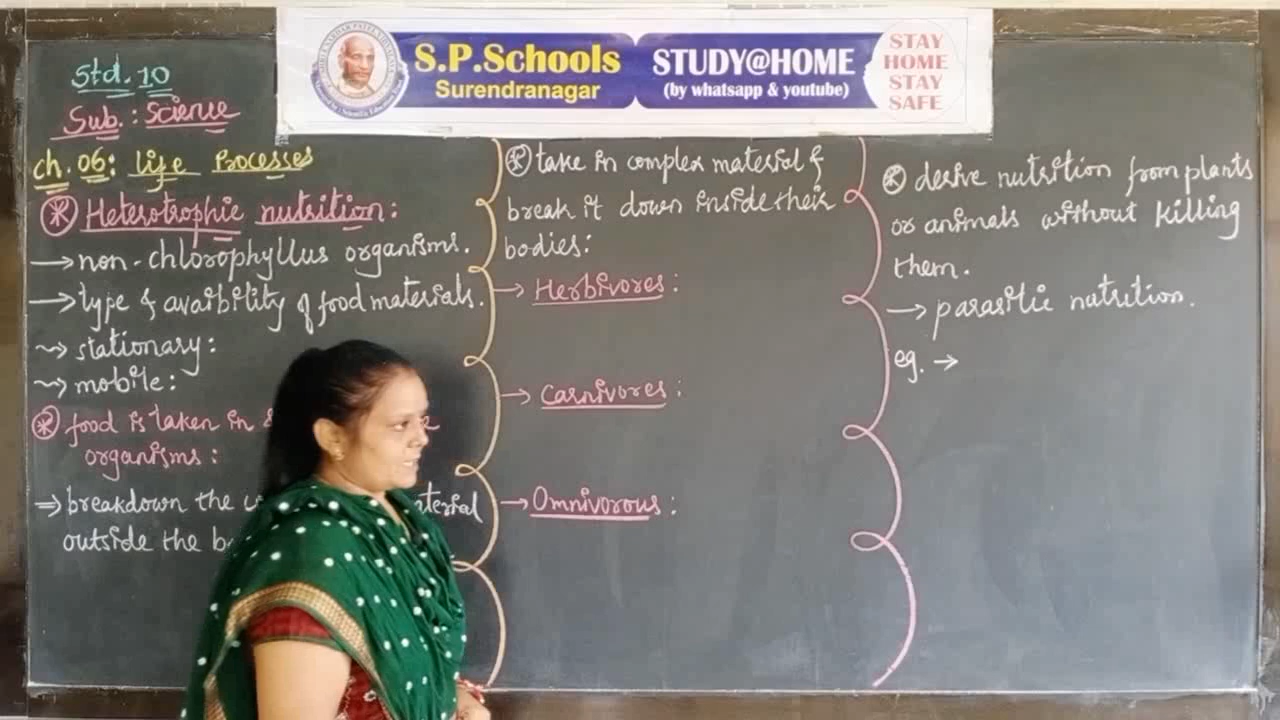 S.P.Schools
Surendranagar
STUDY@HOME
(by whatsapp & youtube)
STAY
HOME
STAY
SAFE
Std. 10
Sub. : Science
Ch. 06: Life Processes
* Heterotrophic nutrition:
→ non-chlorophyllus organisms.
→ type & avaibility of food materials.
~> stationary:
~> mobile:
* food is taken in
organisms:
⇒ breakdown the
outside the
* take in complex material &
break it down inside their
bodies:
→ Herbivores:
→ Carnivores:
→ Omnivorous:
* derive nutrition from plants
or animals without killing
them.
→ parasitic nutrition.
eg. →